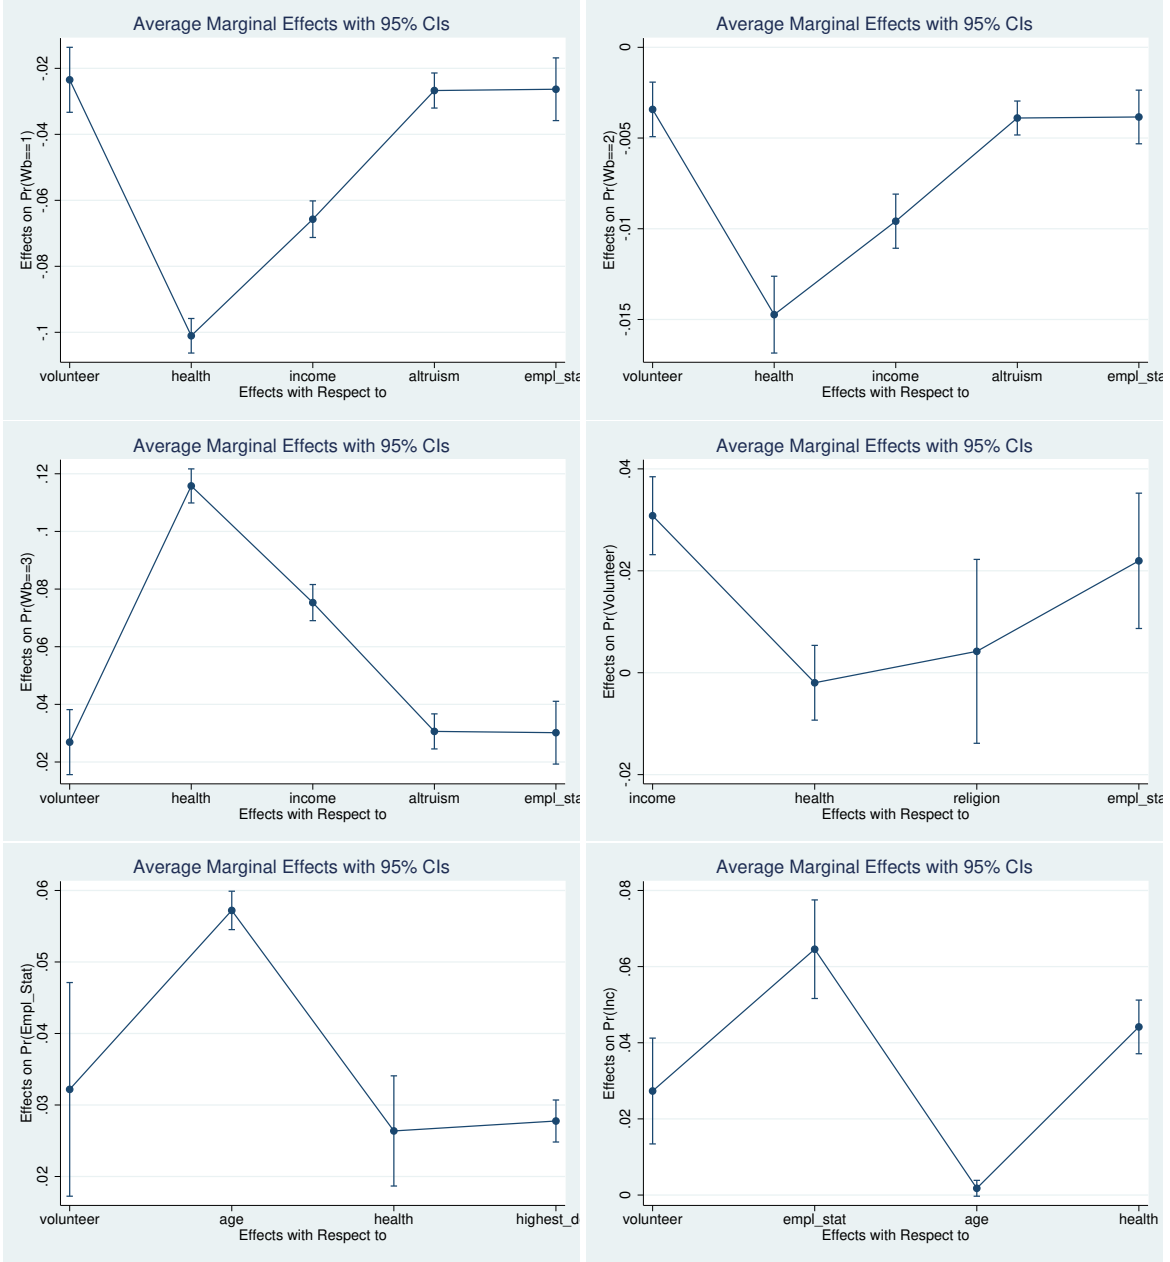 Average Marginal Effects with 95% CIs
Effects on Pr(Wb==1)
-.02
-.04
-.06
-.08
-.1
volunteer health income altruism empl_sta
Effects with Respect to
Average Marginal Effects with 95% CIs
Effects on Pr(Wb==2)
0
-.005
-.01
-.015
volunteer health income altruism empl_sta
Effects with Respect to
Average Marginal Effects with 95% CIs
Effects on Pr(Wb==3)
.12
.1
.08
.06
.04
.02
volunteer health income altruism empl_sta
Effects with Respect to
Average Marginal Effects with 95% CIs
Effects on Pr(Volunteer)
.04
.02
0
-.02
income health religion empl_sta
Effects with Respect to
Average Marginal Effects with 95% CIs
Effects on Pr(Empl_Stat)
.06
.05
.04
.03
.02
volunteer age health highest_d
Effects with Respect to
Average Marginal Effects with 95% CIs
Effects on Pr(Inc)
.08
.06
.04
.02
0
volunteer empl_stat age health
Effects with Respect to